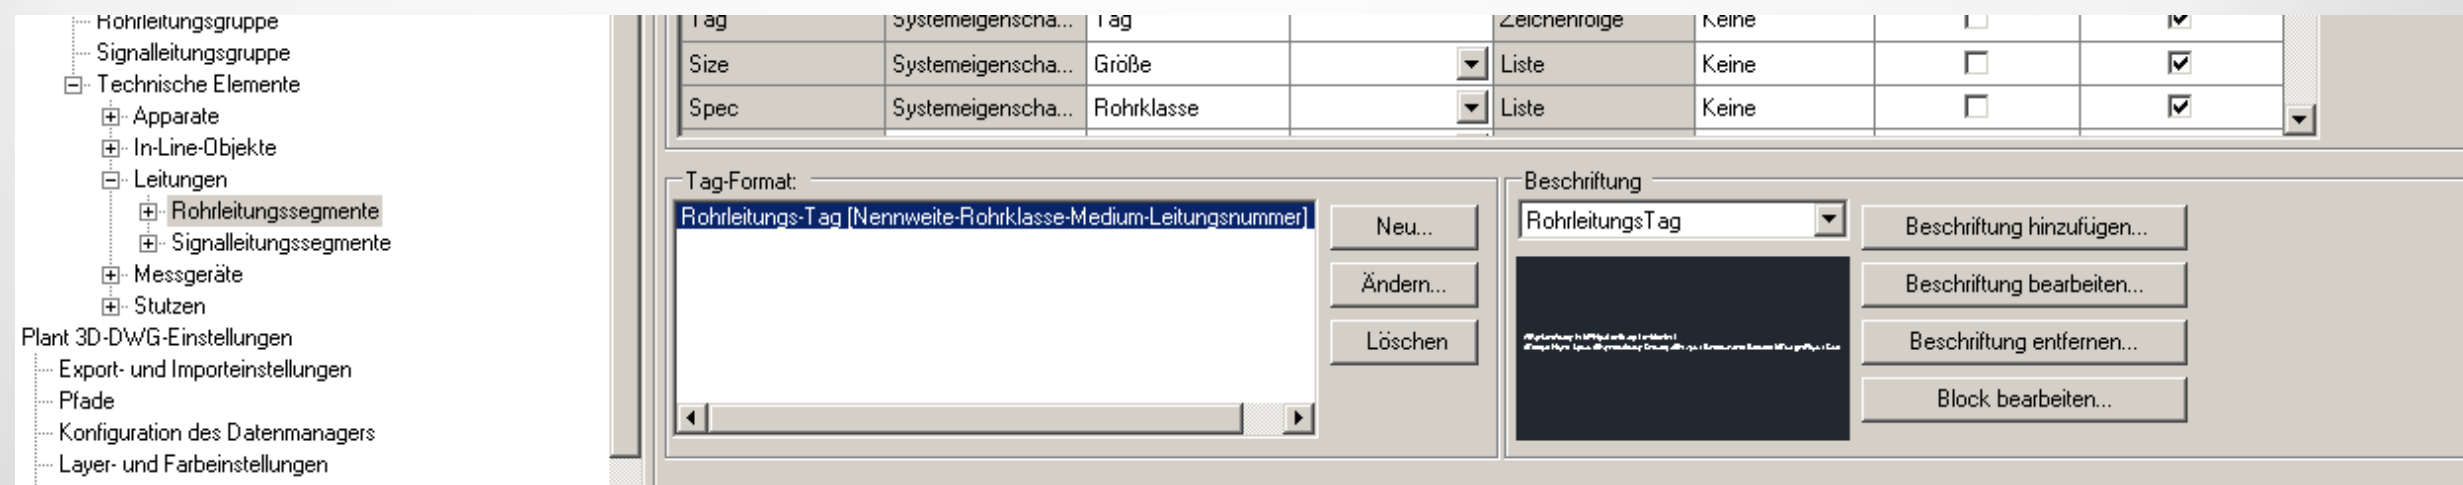 Rohrleitungsgruppe
Signalleitungsgruppe
Technische Elemente
Apparate
In-Line-Objekte
Leitungen
Rohrleitungssegmente
Signalleitungssegmente
Messgeräte
Stutzen
Plant 3D-DWG-Einstellungen
Export- und Importeinstellungen
Pfade
Konfiguration des Datenmanagers
Layer- und Farbeinstellungen
Tag Systemeigenscha... Tag Zeichenfolge Keine
Size Systemeigenscha... Größe Liste Keine
Spec Systemeigenscha... Rohrklasse Liste Keine
Tag-Format:
Rohrleitungs-Tag [Nennweite-Rohrklasse-Medium-Leitungsnummer]
Neu...
Ändern...
Löschen
Beschriftung
RohrleitungsTag
Beschriftung hinzufügen...
Beschriftung bearbeiten...
Beschriftung entfernen...
Block bearbeiten...